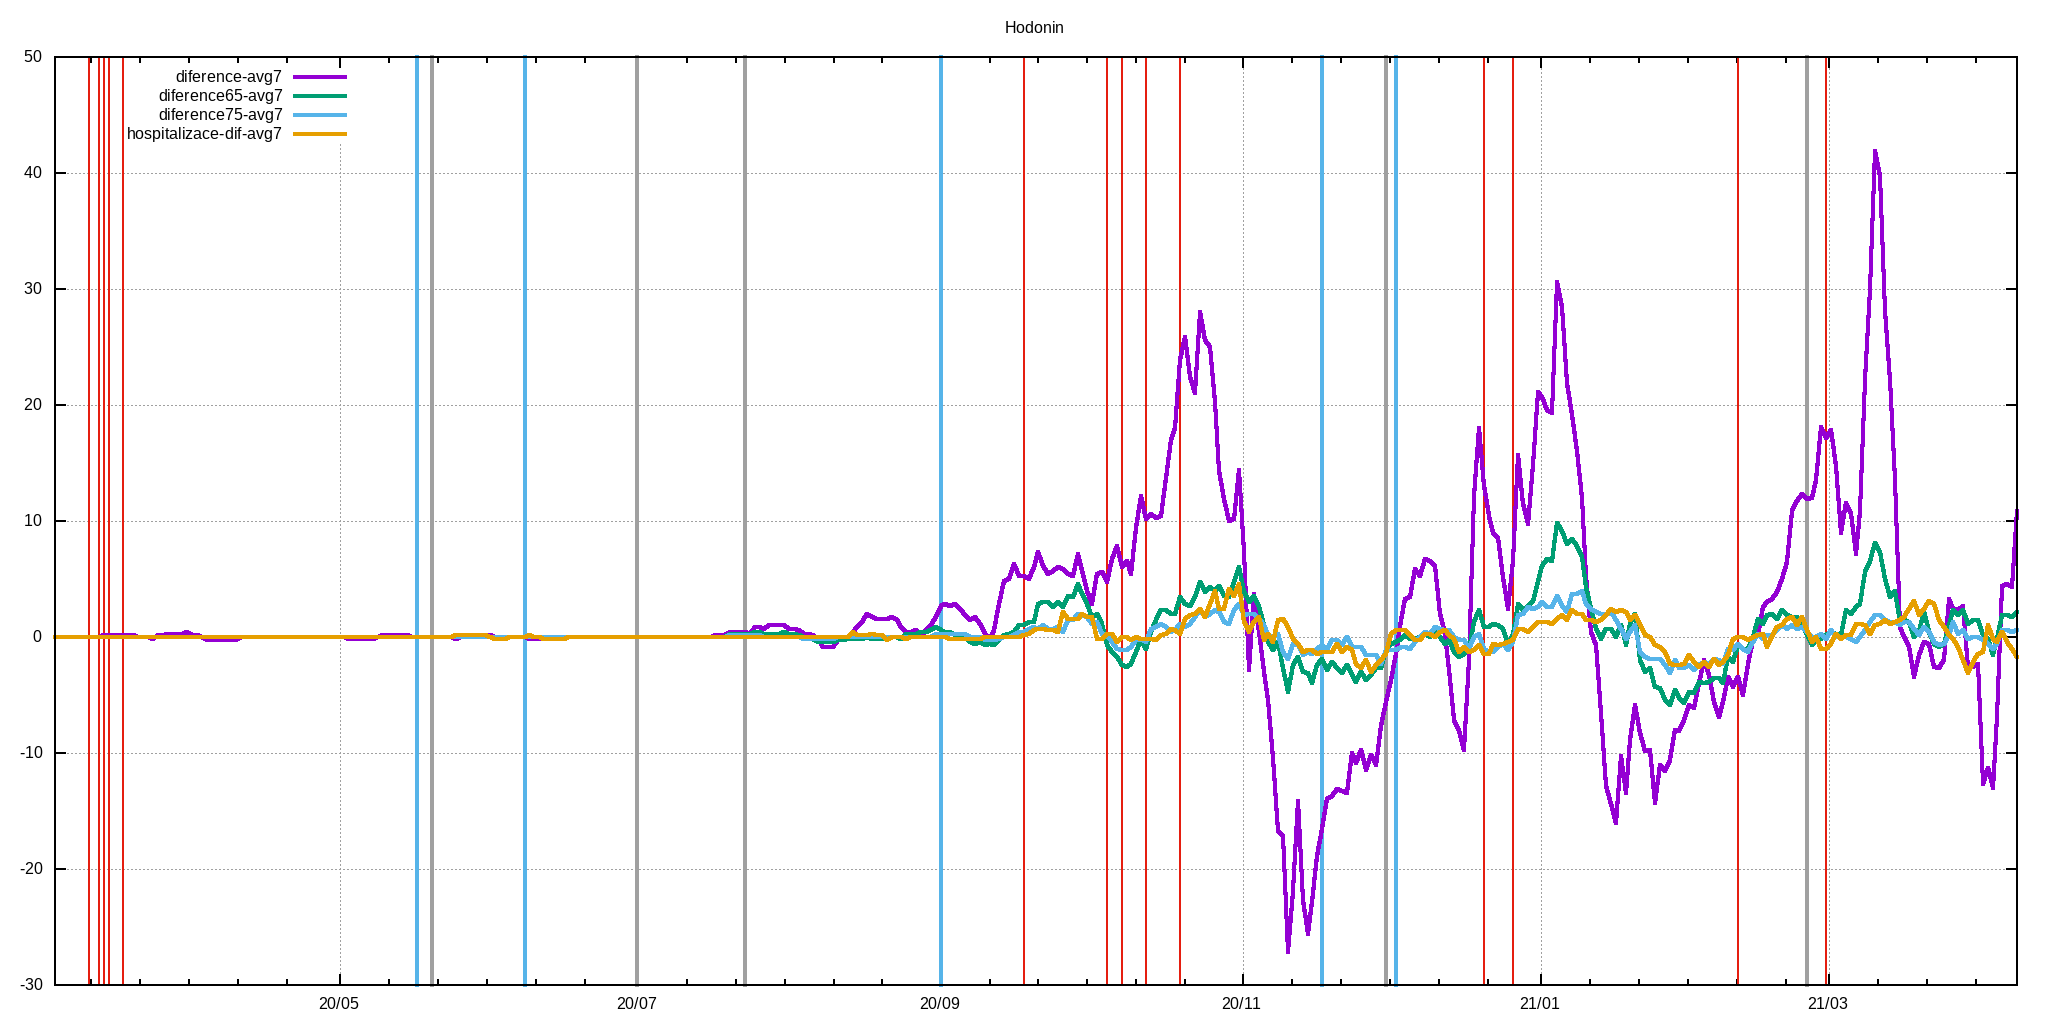 Hodonin
50
diference-avg7
diference65-avg7
diference75-avg7
hospitalizace-dif-avg7
40
30
20
10
0
-10
-20
-30
20/05 20/07 20/09 20/11 21/01 21/03